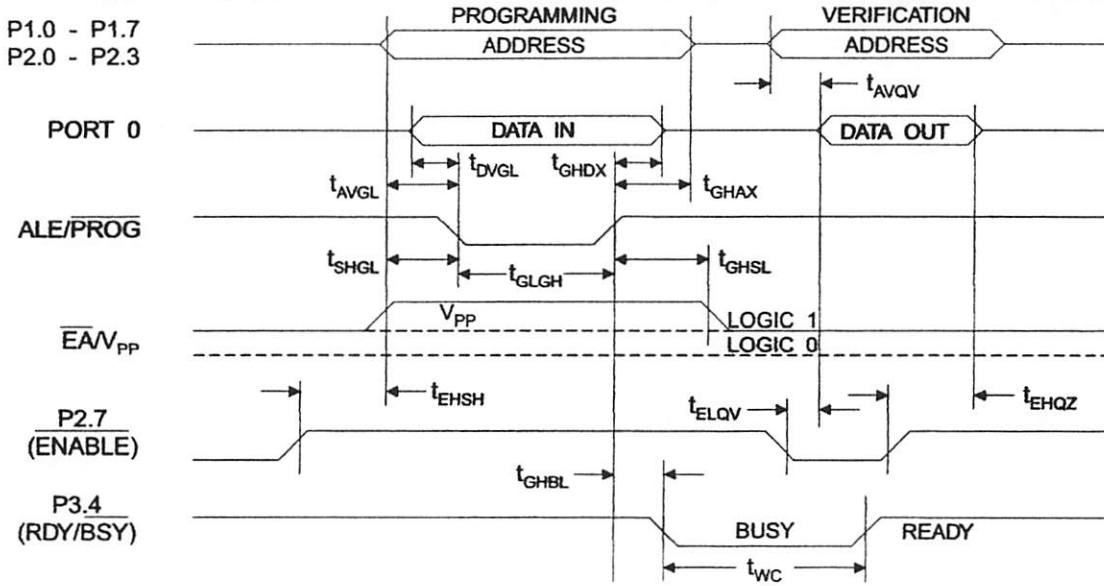 PROGRAMMING VERIFICATION
P1.0 - P1.7
P2.0 - P2.3
ADDRESS ADDRESS
tAVQV
PORT 0 DATA IN DATA OUT
tDVGL tGHDX
tAVGL tGHAX
ALE/PROG
tSHGL tGLGH tGHSL
VPP LOGIC 1
EA/VPP LOGIC 0
tEHSH tELQV tEHQZ
P2.7
(ENABLE)
tGHBL
P3.4
(RDY/BSY) BUSY READY
tWC